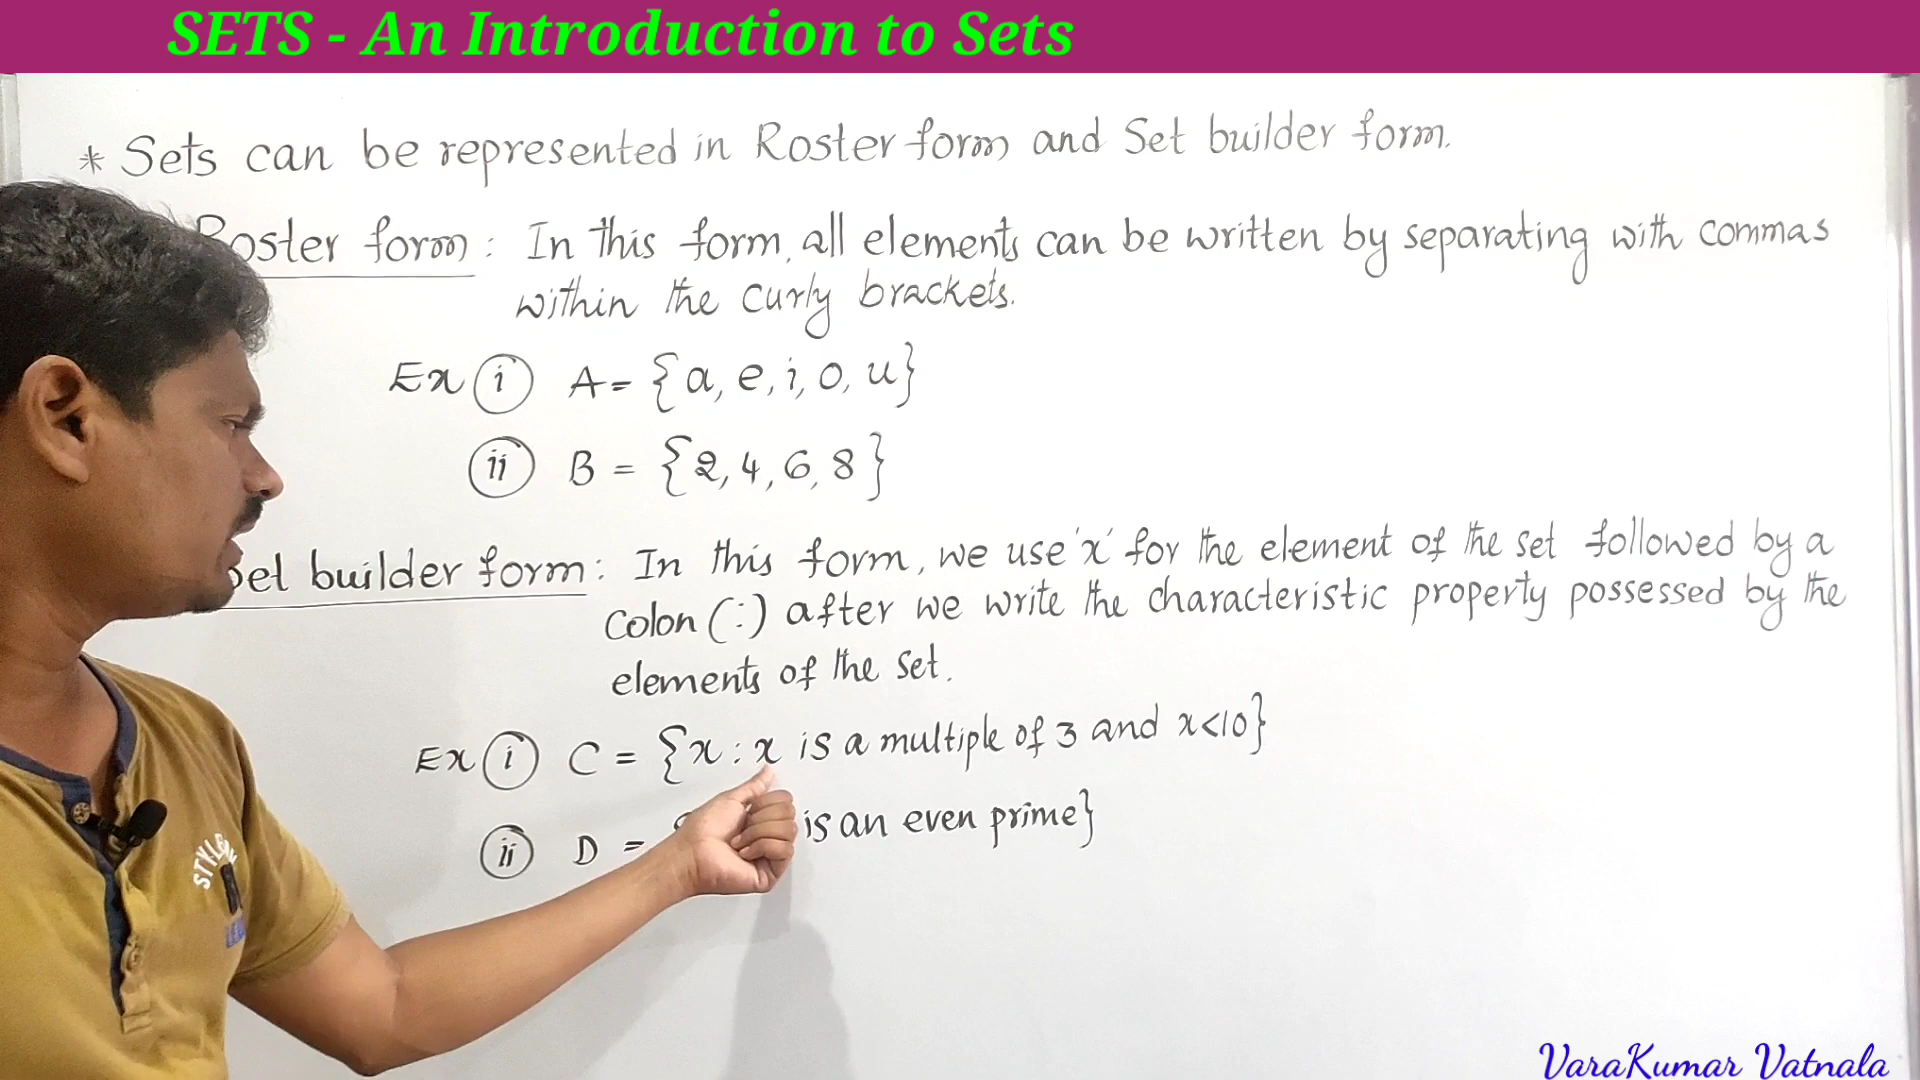 SETS - An Introduction to Sets
* Sets can be represented in Roster form and Set builder form.
Roster form : In this form, all elements can be written by separating with commas
within the curly brackets.
Ex (i) A = {a, e, i, o, u}
(ii) B = {2, 4, 6, 8}
Set builder form : In this form, we use 'x' for the element of the set followed by a
colon (:) after we write the characteristic property possessed by the
elements of the set.
Ex (i) C = {x : x is a multiple of 3 and x<10}
(ii) D = is an even prime}
STYLE
VaraKumar Vatnala